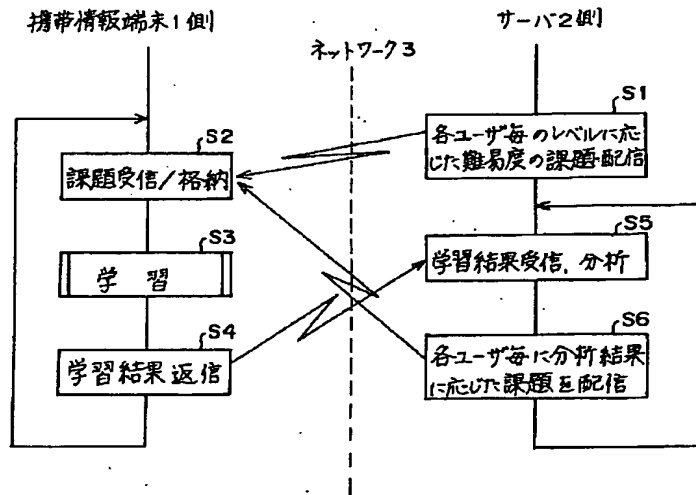 携帯情報端末1側
ネットワーク3
サーバ2側
S1
各ユーザ毎のレベルに応
じた難易度の課題配信
S2
課題受信/格納
S3
学習
S5
学習結果受信、分析
S4
学習結果返信
S6
各ユーザ毎に分析結果
に応じた課題を配信